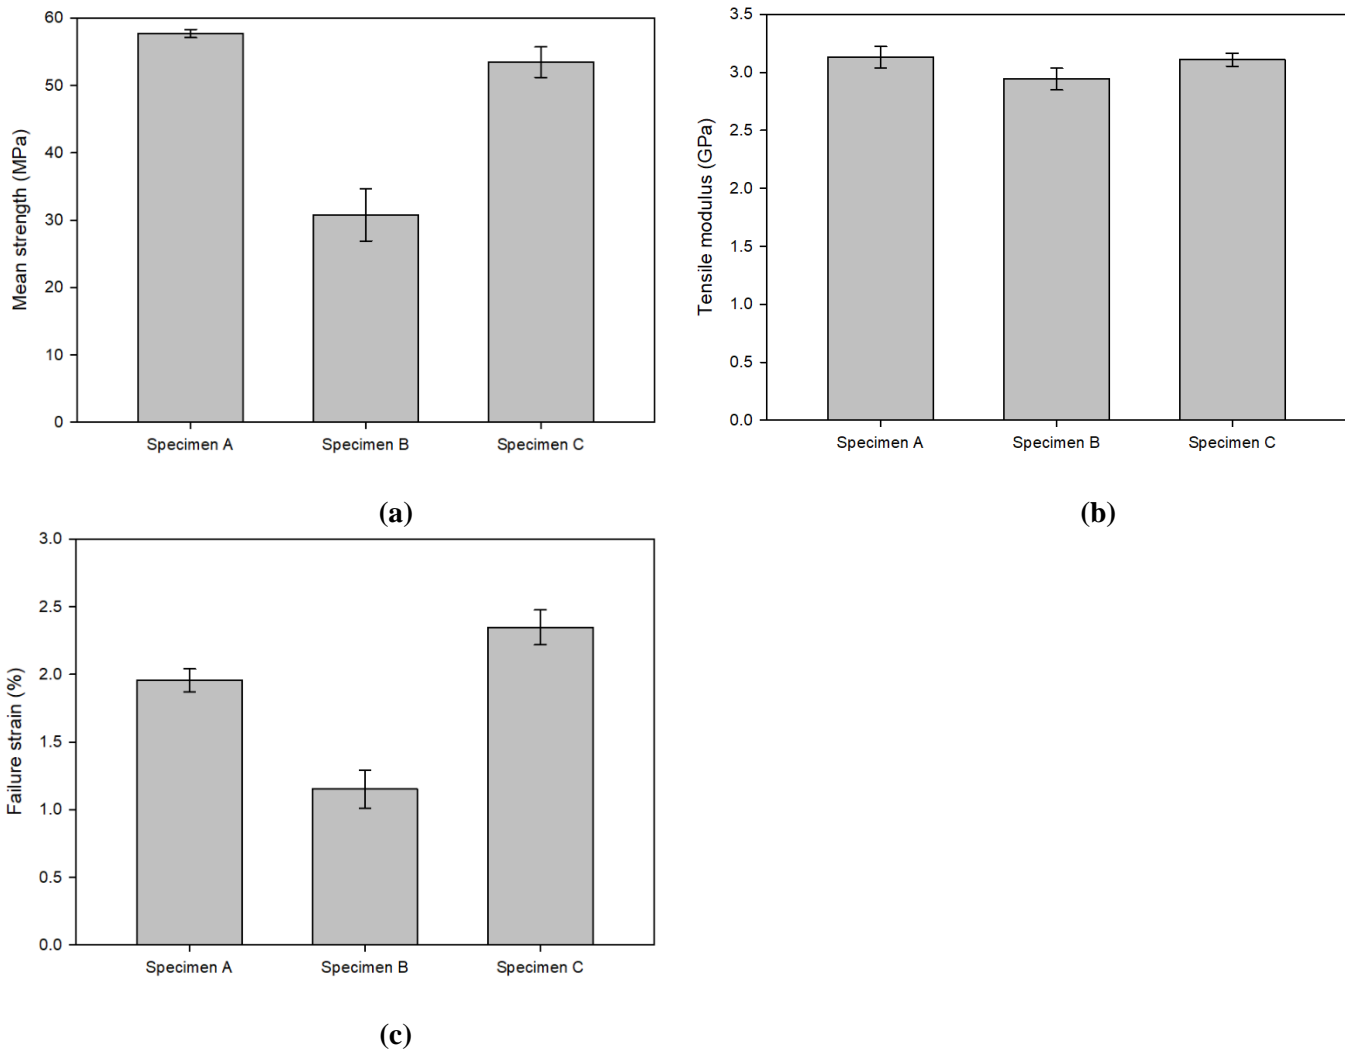 Mean strength (MPa)
60
50
40
30
20
10
0
Specimen A
Specimen B
Specimen C
(a)
Tensile modulus (GPa)
3.5
3.0
2.5
2.0
1.5
1.0
0.5
0.0
Specimen A
Specimen B
Specimen C
(b)
Failure strain (%)
3.0
2.5
2.0
1.5
1.0
0.5
0.0
Specimen A
Specimen B
Specimen C
(c)